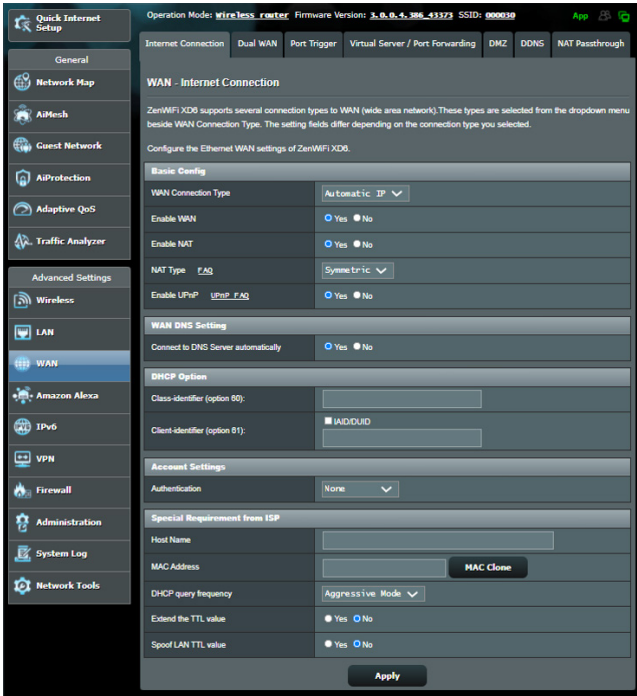 Quick Internet
Setup
General
Network Map
AiMesh
Guest Network
AiProtection
Adaptive QoS
Traffic Analyzer
Advanced Settings
Wireless
LAN
WAN
Amazon Alexa
IPv6
VPN
Firewall
Administration
System Log
Network Tools
Operation Mode: Wireless router Firmware Version: 3.0.0.4.386_43373 SSID: 000030 App
Internet Connection Dual WAN Port Trigger Virtual Server / Port Forwarding DMZ DDNS NAT Passthrough
WAN - Internet Connection
ZenWiFi XD6 supports several connection types to WAN (wide area network).These types are selected from the dropdown menu
beside WAN Connection Type. The setting fields differ depending on the connection type you selected.
Configure the Ethernet WAN settings of ZenWiFi XD6.
Basic Config
WAN Connection Type Automatic IP
Enable WAN Yes No
Enable NAT Yes No
NAT Type FAQ Symmetric
Enable UPnP UPnP FAQ Yes No
WAN DNS Setting
Connect to DNS Server automatically Yes No
DHCP Option
Class-identifier (option 60):
Client-identifier (option 61): IAID/DUID
Account Settings
Authentication None
Special Requirement from ISP
Host Name
MAC Address MAC Clone
DHCP query frequency Aggressive Mode
Extend the TTL value Yes No
Spoof LAN TTL value Yes No
Apply